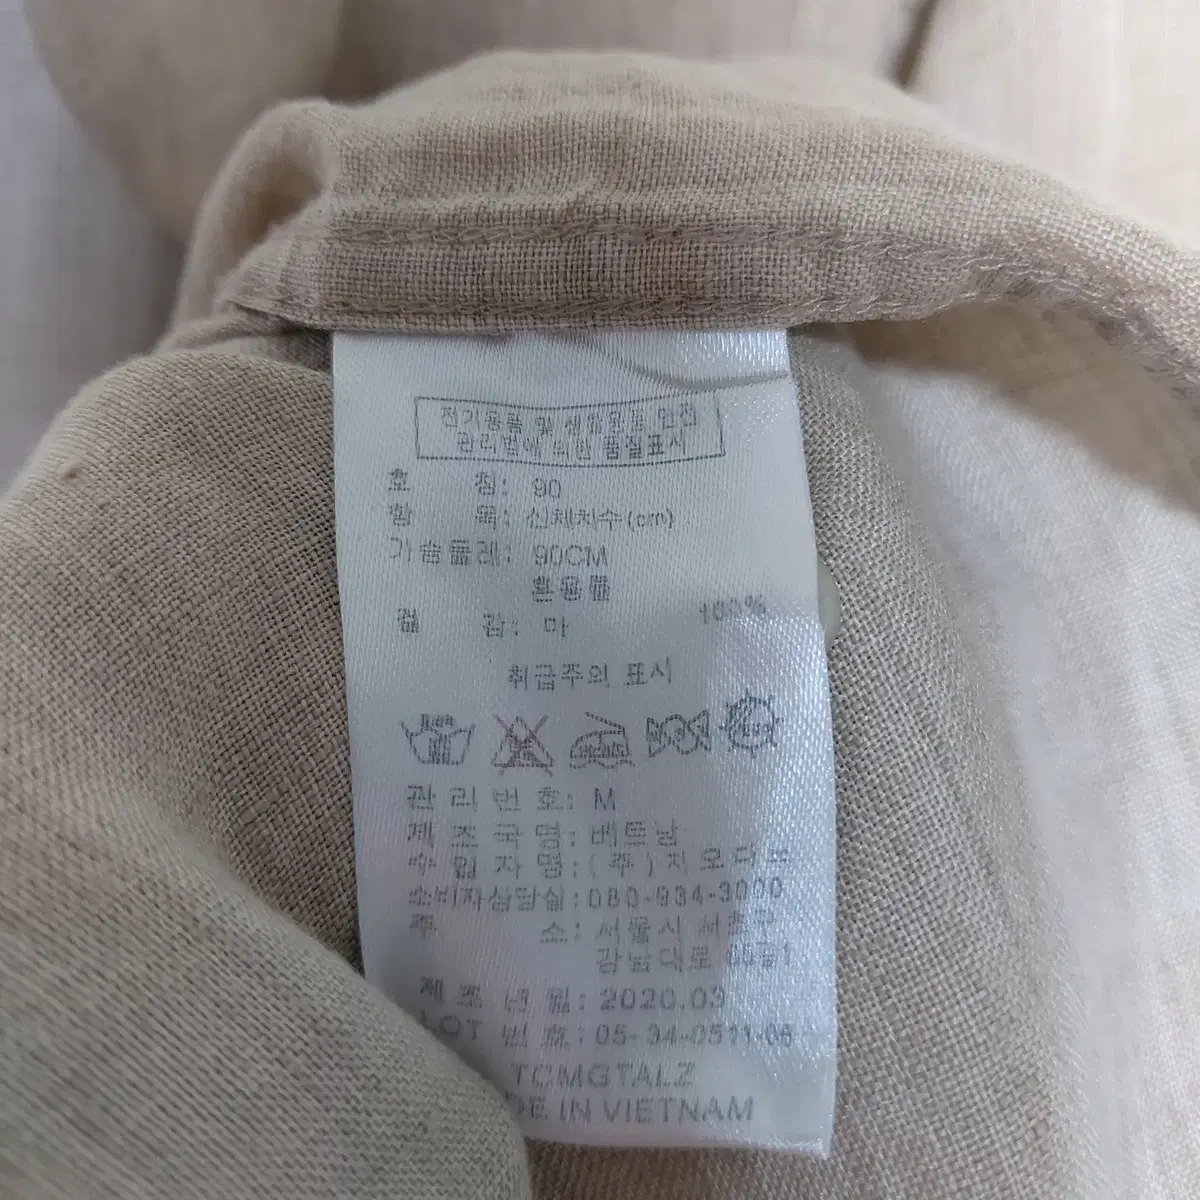 전기용품 및 생활용품 안전
관리법에 의한 품질표시
호 칭: 90
항 목: 신체치수(cm)
가슴둘레: 90CM
혼용률
겉 감: 마 100%
취급주의 표시
관 리 번 호: M
제 조 국 명: 베트남
수 입 자 명: (주)지오다노
소비자상담실: 080-934-3000
주 소: 서울시 서초구
강남대로
제 조 년 월: 2020.03
LOT 번 호: 05-34-0511-06
TCMGTALZ
DE IN VIETNAM